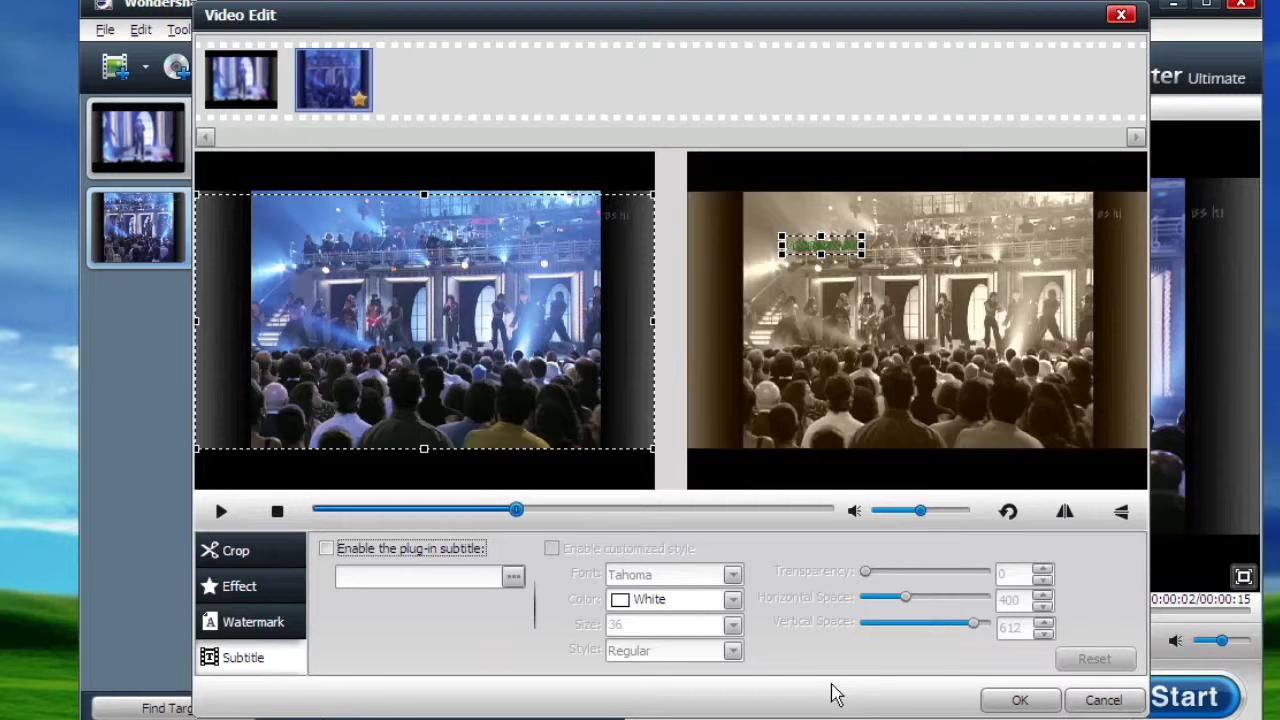 Wondersha
Video Edit
File Edit Tool
ter Ultimate
Enable the plug-in subtitle:
Enable customized style
Crop
Effect
Watermark
Subtitle
Font: Tahoma
Color: White
Size: 36
Style: Regular
Transparency: 0
Horizontal Space: 400
Vertical Space: 612
Reset
OK
Cancel
0:00:02/00:00:15
Find Targ
Start